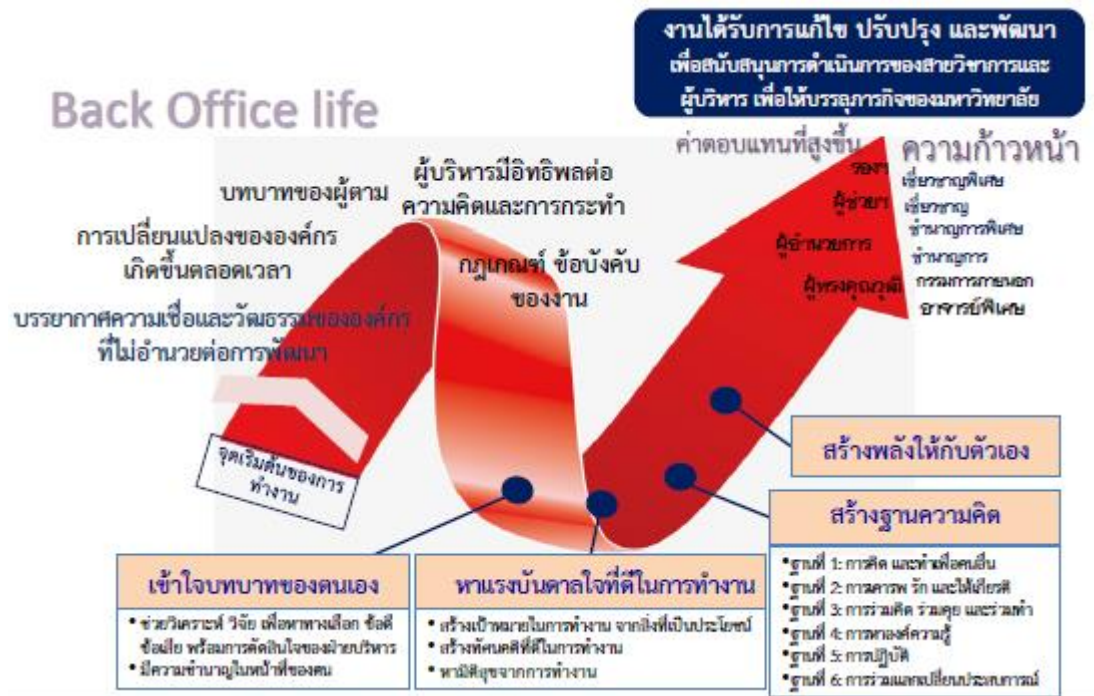 งานได้รับการแก้ไข ปรับปรุง และพัฒนา
เพื่อสนับสนุนการดำเนินการของสายวิชาการและ
ผู้บริหาร เพื่อให้บรรลุภารกิจของมหาวิทยาลัย
Back Office life
ค่าตอบแทนที่สูงขึ้น
ความก้าวหน้า
รองฯ
ผู้ช่วยฯ
ผู้อำนวยการ
ผู้ทรงคุณวุฒิ
เชี่ยวชาญพิเศษ
เชี่ยวชาญ
ชำนาญการพิเศษ
ชำนาญการ
กรรมการภายนอก
อาจารย์พิเศษ
บทบาทของผู้ตาม
ผู้บริหารมีอิทธิพลต่อ
ความคิดและการกระทำ
การเปลี่ยนแปลงขององค์กร
เกิดขึ้นตลอดเวลา
กฎเกณฑ์ ข้อบังคับ
ของงาน
บรรยากาศความเชื่อและวัฒธรรมขององค์กร
ที่ไม่อำนวยต่อการพัฒนา
จุดเริ่มต้นของการ
ทำงาน
สร้างพลังให้กับตัวเอง
สร้างฐานความคิด
•ฐานที่ 1: การคิด และทำเพื่อคนอื่น
•ฐานที่ 2: การเคารพ รัก และให้เกียรติ
•ฐานที่ 3: การร่วมคิด ร่วมคุย และร่วมทำ
•ฐานที่ 4: การหาองค์ความรู้
•ฐานที่ 5: การปฏิบัติ
•ฐานที่ 6: การร่วมแลกเปลี่ยนประสบการณ์
เข้าใจบทบาทของตนเอง
• ช่วยวิเคราะห์ วิจัย เพื่อหาทางเลือก ข้อดี
ข้อเสีย พร้อมการตัดสินใจของฝ่ายบริหาร
• มีความชำนาญในหน้าที่ของตน
หาแรงบันดาลใจที่ดีในการทำงาน
• สร้างเป้าหมายในการทำงาน จากสิ่งที่เป็นประโยชน์
• สร้างทัศนคติที่ดีในการทำงาน
• หามิติสุขจากการทำงาน